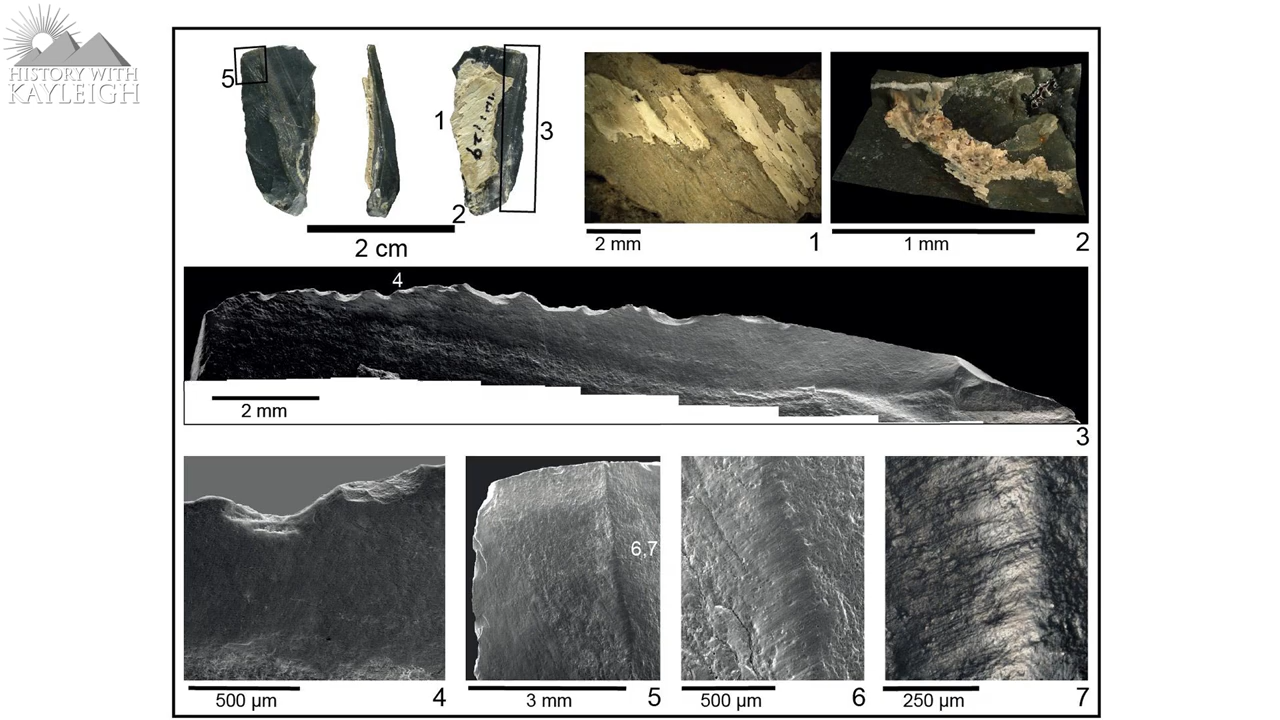 HISTORY WITH
KAYLEIGH
5
1
2
3
2 cm
2 mm
1
1 mm
2
4
2 mm
3
500 µm
4
6,7
3 mm
5
500 µm
6
250 µm
7